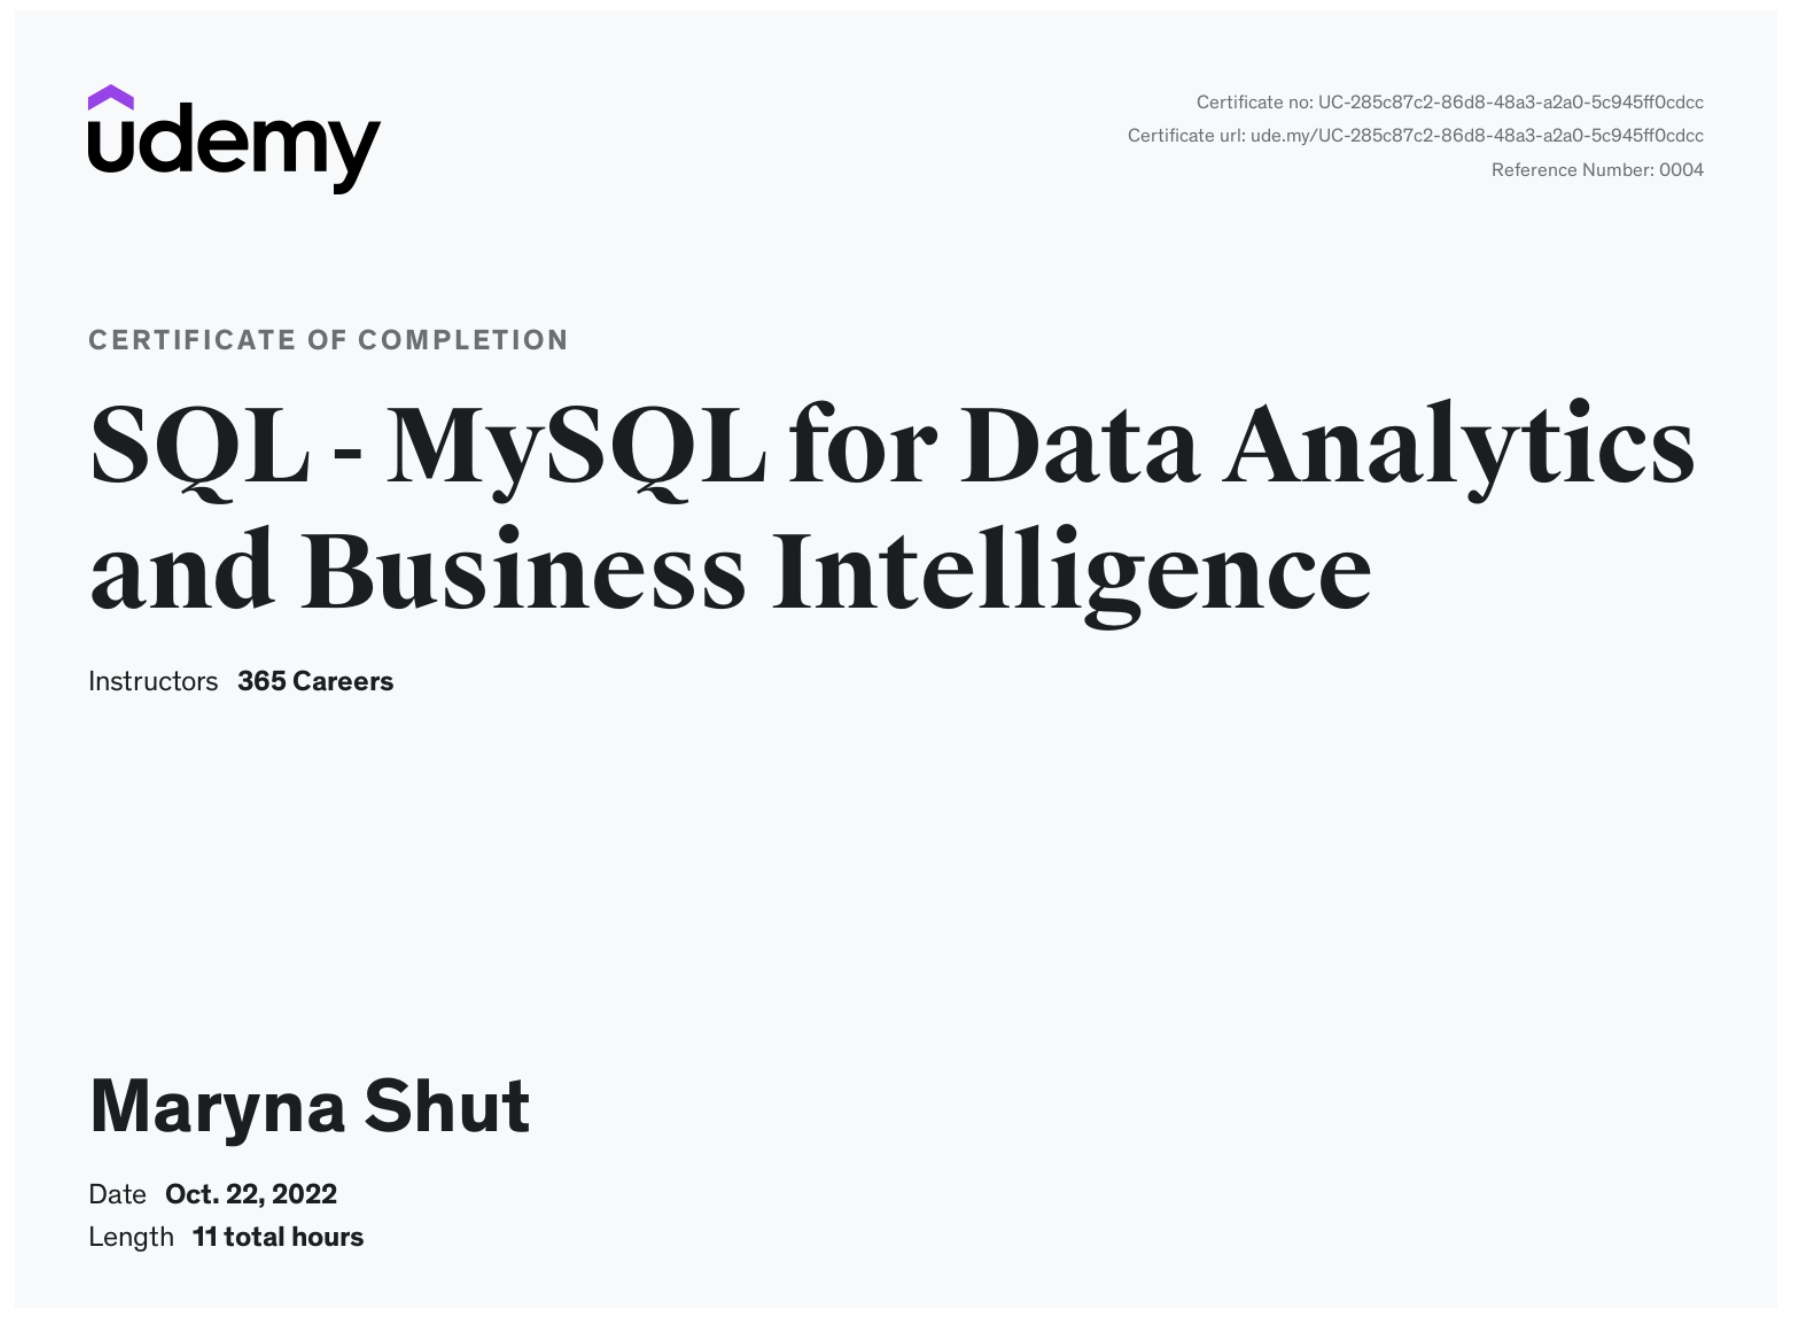 udemy
Certificate no: UC-285c87c2-86d8-48a3-a2a0-5c945ff0cdcc
Certificate url: ude.my/UC-285c87c2-86d8-48a3-a2a0-5c945ff0cdcc
Reference Number: 0004
CERTIFICATE OF COMPLETION
SQL - MySQL for Data Analytics
and Business Intelligence
Instructors 365 Careers
Maryna Shut
Date Oct. 22, 2022
Length 11 total hours